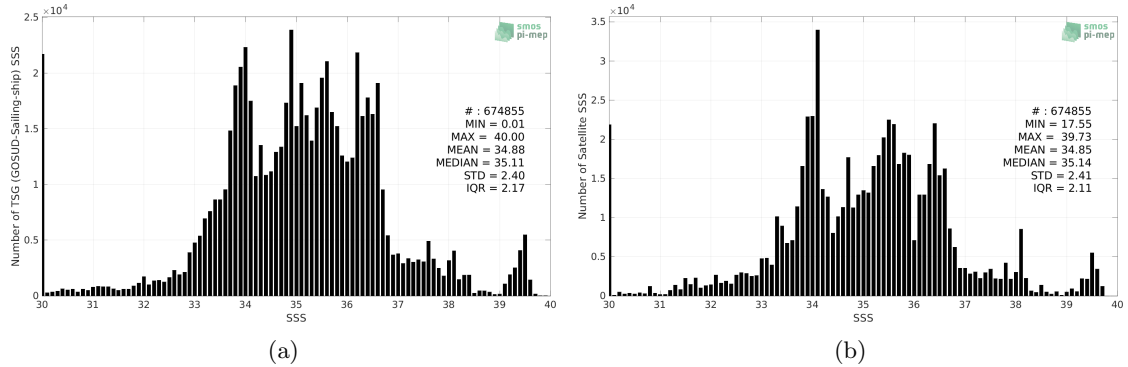 ×10⁴
2.5
2
1.5
1
0.5
0
30 31 32 33 34 35 36 37 38 39 40
SSS
Number of TSG (GOSUD-Sailing-ship) SSS
smos
pi-mep
# : 674855
MIN = 0.01
MAX = 40.00
MEAN = 34.88
MEDIAN = 35.11
STD = 2.40
IQR = 2.17
(a)
×10⁴
3.5
3
2.5
2
1.5
1
0.5
0
30 31 32 33 34 35 36 37 38 39 40
SSS
Number of Satellite SSS
smos
pi-mep
# : 674855
MIN = 17.55
MAX = 39.73
MEAN = 34.85
MEDIAN = 35.14
STD = 2.41
IQR = 2.11
(b)